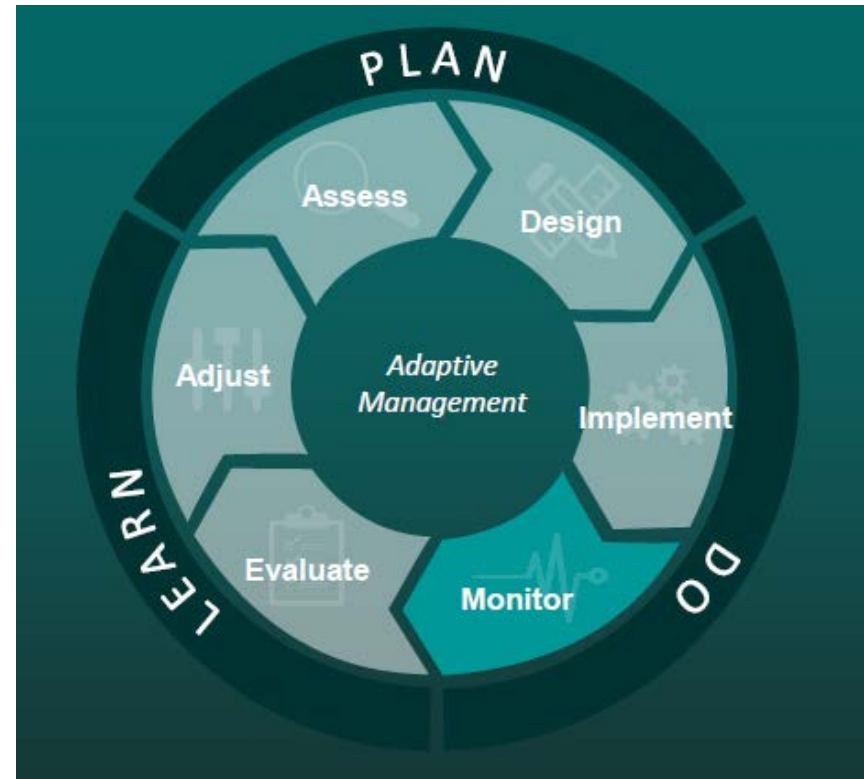 PLAN
Assess
Design
Adjust
Adaptive
Management
Implement
Evaluate
Monitor
LEARN
DO